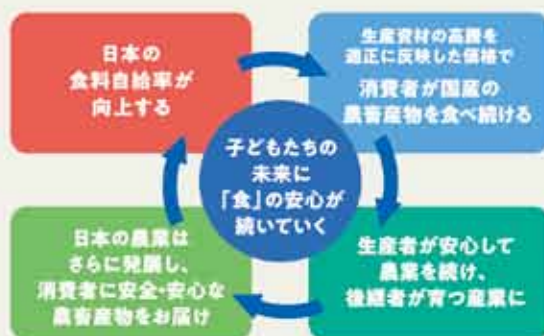 日本の
食料自給率が
向上する
生産資材の高騰を
適正に反映した価格で
消費者が国産の
農畜産物を食べ続ける
子どもたちの
未来に
「食」の安心が
続いていく
日本の農業は
さらに発展し、
消費者に安全・安心な
農畜産物をお届け
生産者が安心して
農業を続け、
後継者が育つ産業に